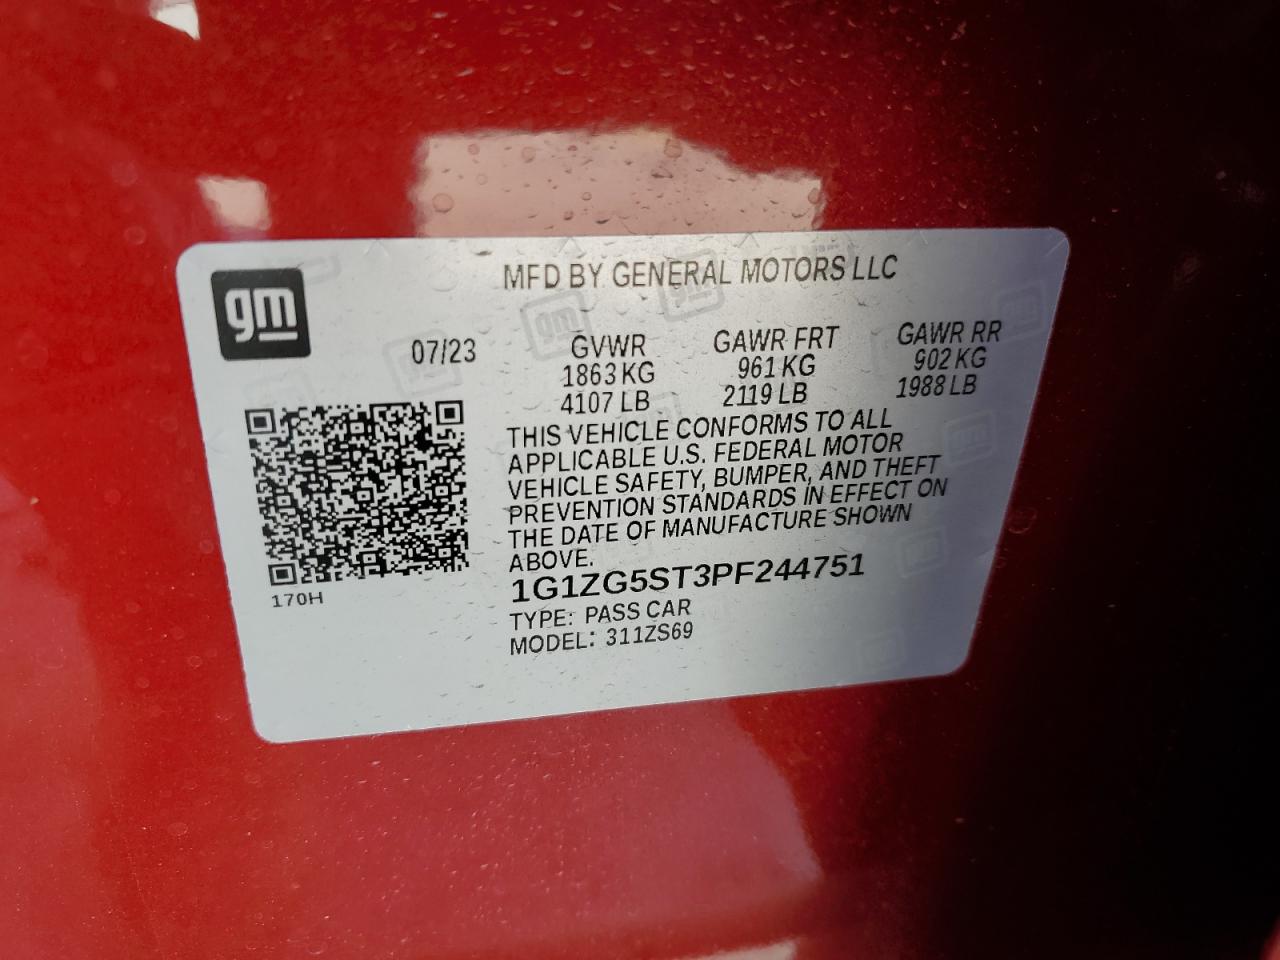 gm
MFD BY GENERAL MOTORS LLC
07/23
GVWR
1863 KG
4107 LB
GAWR FRT
961 KG
2119 LB
GAWR RR
902 KG
1988 LB
THIS VEHICLE CONFORMS TO ALL
APPLICABLE U.S. FEDERAL MOTOR
VEHICLE SAFETY, BUMPER, AND THEFT
PREVENTION STANDARDS IN EFFECT ON
THE DATE OF MANUFACTURE SHOWN
ABOVE.
1G1ZG5ST3PF244751
TYPE: PASS CAR
MODEL: 311ZS69
170H